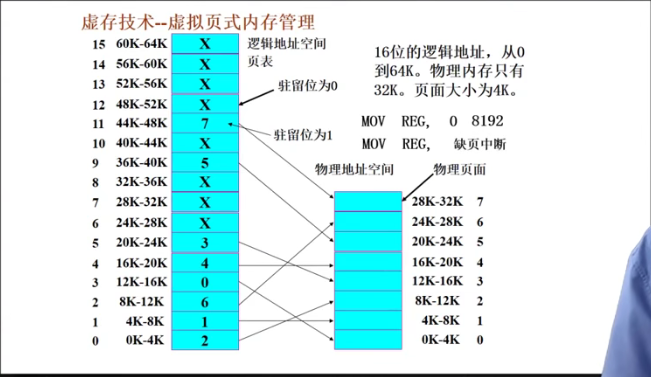 虚存技术--虚拟页式内存管理
15 60K-64K X
14 56K-60K X
13 52K-56K X
12 48K-52K X
11 44K-48K 7
10 40K-44K X
9 36K-40K 5
8 32K-36K X
7 28K-32K X
6 24K-28K X
5 20K-24K 3
4 16K-20K 4
3 12K-16K 0
2 8K-12K 6
1 4K-8K 1
0 0K-4K 2
逻辑地址空间
页表
驻留位为0
驻留位为1
16位的逻辑地址，从0
到64K。物理内存只有
32K。页面大小为4K。
MOV REG, 0 8192
MOV REG, 缺页中断
物理地址空间
物理页面
28K-32K 7
24K-28K 6
20K-24K 5
16K-20K 4
12K-16K 3
8K-12K 2
4K-8K 1
0K-4K 0